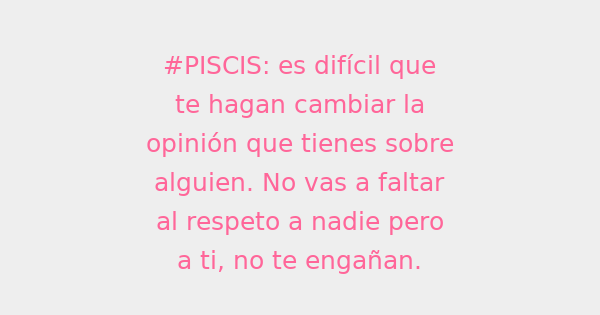 #PISCIS: es difícil que
te hagan cambiar la
opinión que tienes sobre
alguien. No vas a faltar
al respeto a nadie pero
a ti, no te engañan.